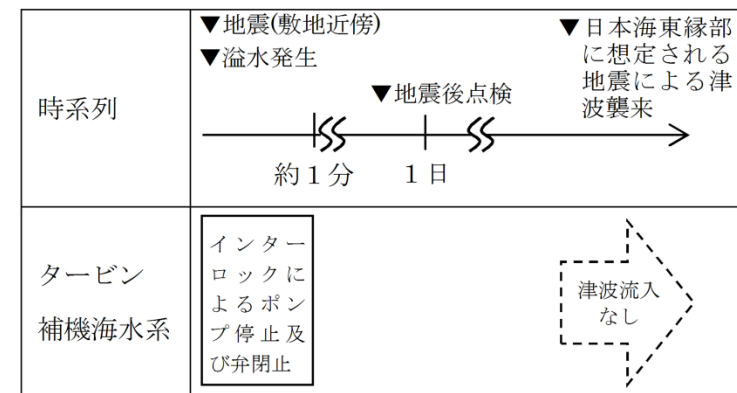 時系列
▼地震(敷地近傍)
▼溢水発生
▼地震後点検
▼日本海東縁部
に想定される
地震による津
波襲来
約１分
１日
タービン
補機海水系
インター
ロックに
よるポン
プ停止及
び弁閉止
津波流入
なし